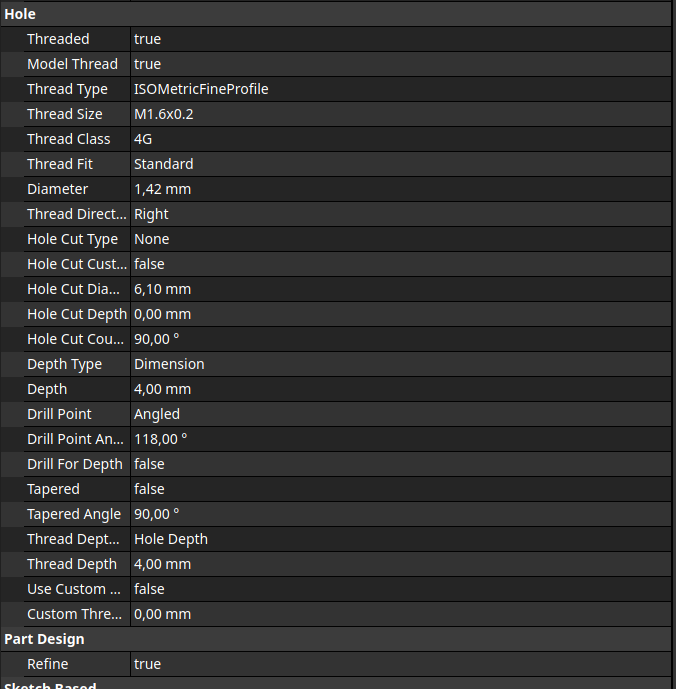 Hole
Threaded true
Model Thread true
Thread Type ISOMetricFineProfile
Thread Size M1.6x0.2
Thread Class 4G
Thread Fit Standard
Diameter 1,42 mm
Thread Direct... Right
Hole Cut Type None
Hole Cut Cust... false
Hole Cut Dia... 6,10 mm
Hole Cut Depth 0,00 mm
Hole Cut Cou... 90,00 °
Depth Type Dimension
Depth 4,00 mm
Drill Point Angled
Drill Point An... 118,00 °
Drill For Depth false
Tapered false
Tapered Angle 90,00 °
Thread Dept... Hole Depth
Thread Depth 4,00 mm
Use Custom ... false
Custom Thre... 0,00 mm
Part Design
Refine true
Sketch Based